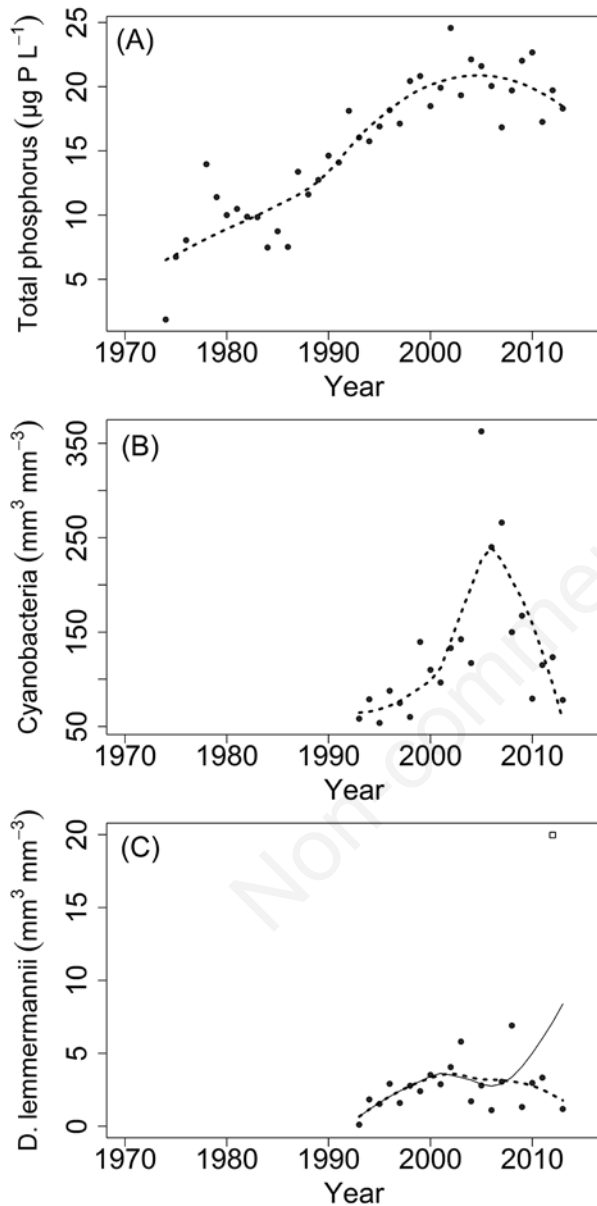 (A)
Total phosphorus (µg P L⁻¹)
25
20
15
10
5
1970 1980 1990 2000 2010
Year
(B)
Cyanobacteria (mm³ mm⁻³)
350
250
150
50
1970 1980 1990 2000 2010
Year
(C)
D. lemmermannii (mm³ mm⁻³)
20
15
10
5
0
1970 1980 1990 2000 2010
Year
Non-comme